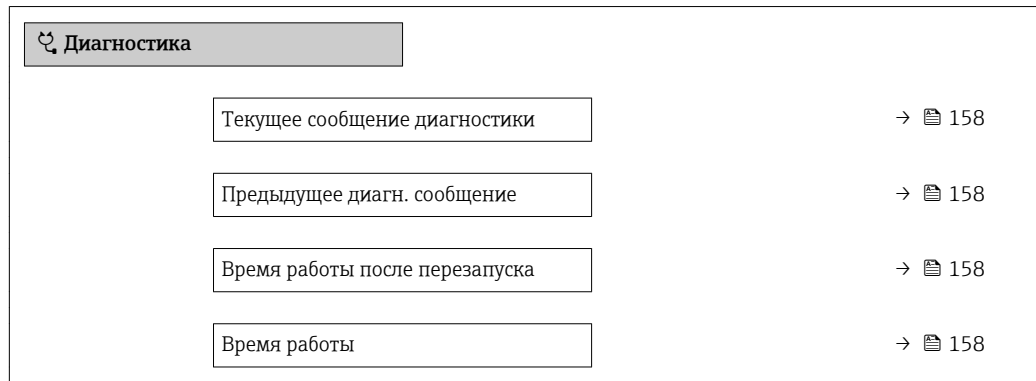 Диагностика
Текущее сообщение диагностики → 158
Предыдущее диагн. сообщение → 158
Время работы после перезапуска → 158
Время работы → 158